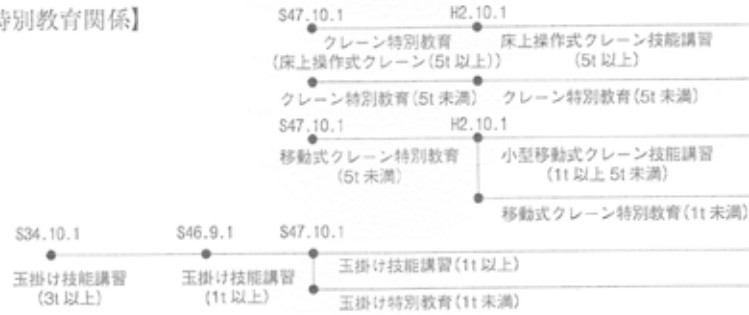 特別教育関係】
S47.10.1 H2.10.1
クレーン特別教育 床上操作式クレーン技能講習
(床上操作式クレーン(5t以上)) (5t以上)
クレーン特別教育(5t未満) クレーン特別教育(5t未満)
S47.10.1 H2.10.1
移動式クレーン特別教育 小型移動式クレーン技能講習
(5t未満) (1t以上5t未満)
移動式クレーン特別教育(1t未満)
S34.10.1 S46.9.1 S47.10.1
玉掛け技能講習 玉掛け技能講習 玉掛け技能講習(1t以上)
(3t以上) (1t以上) 玉掛け特別教育(1t未満)